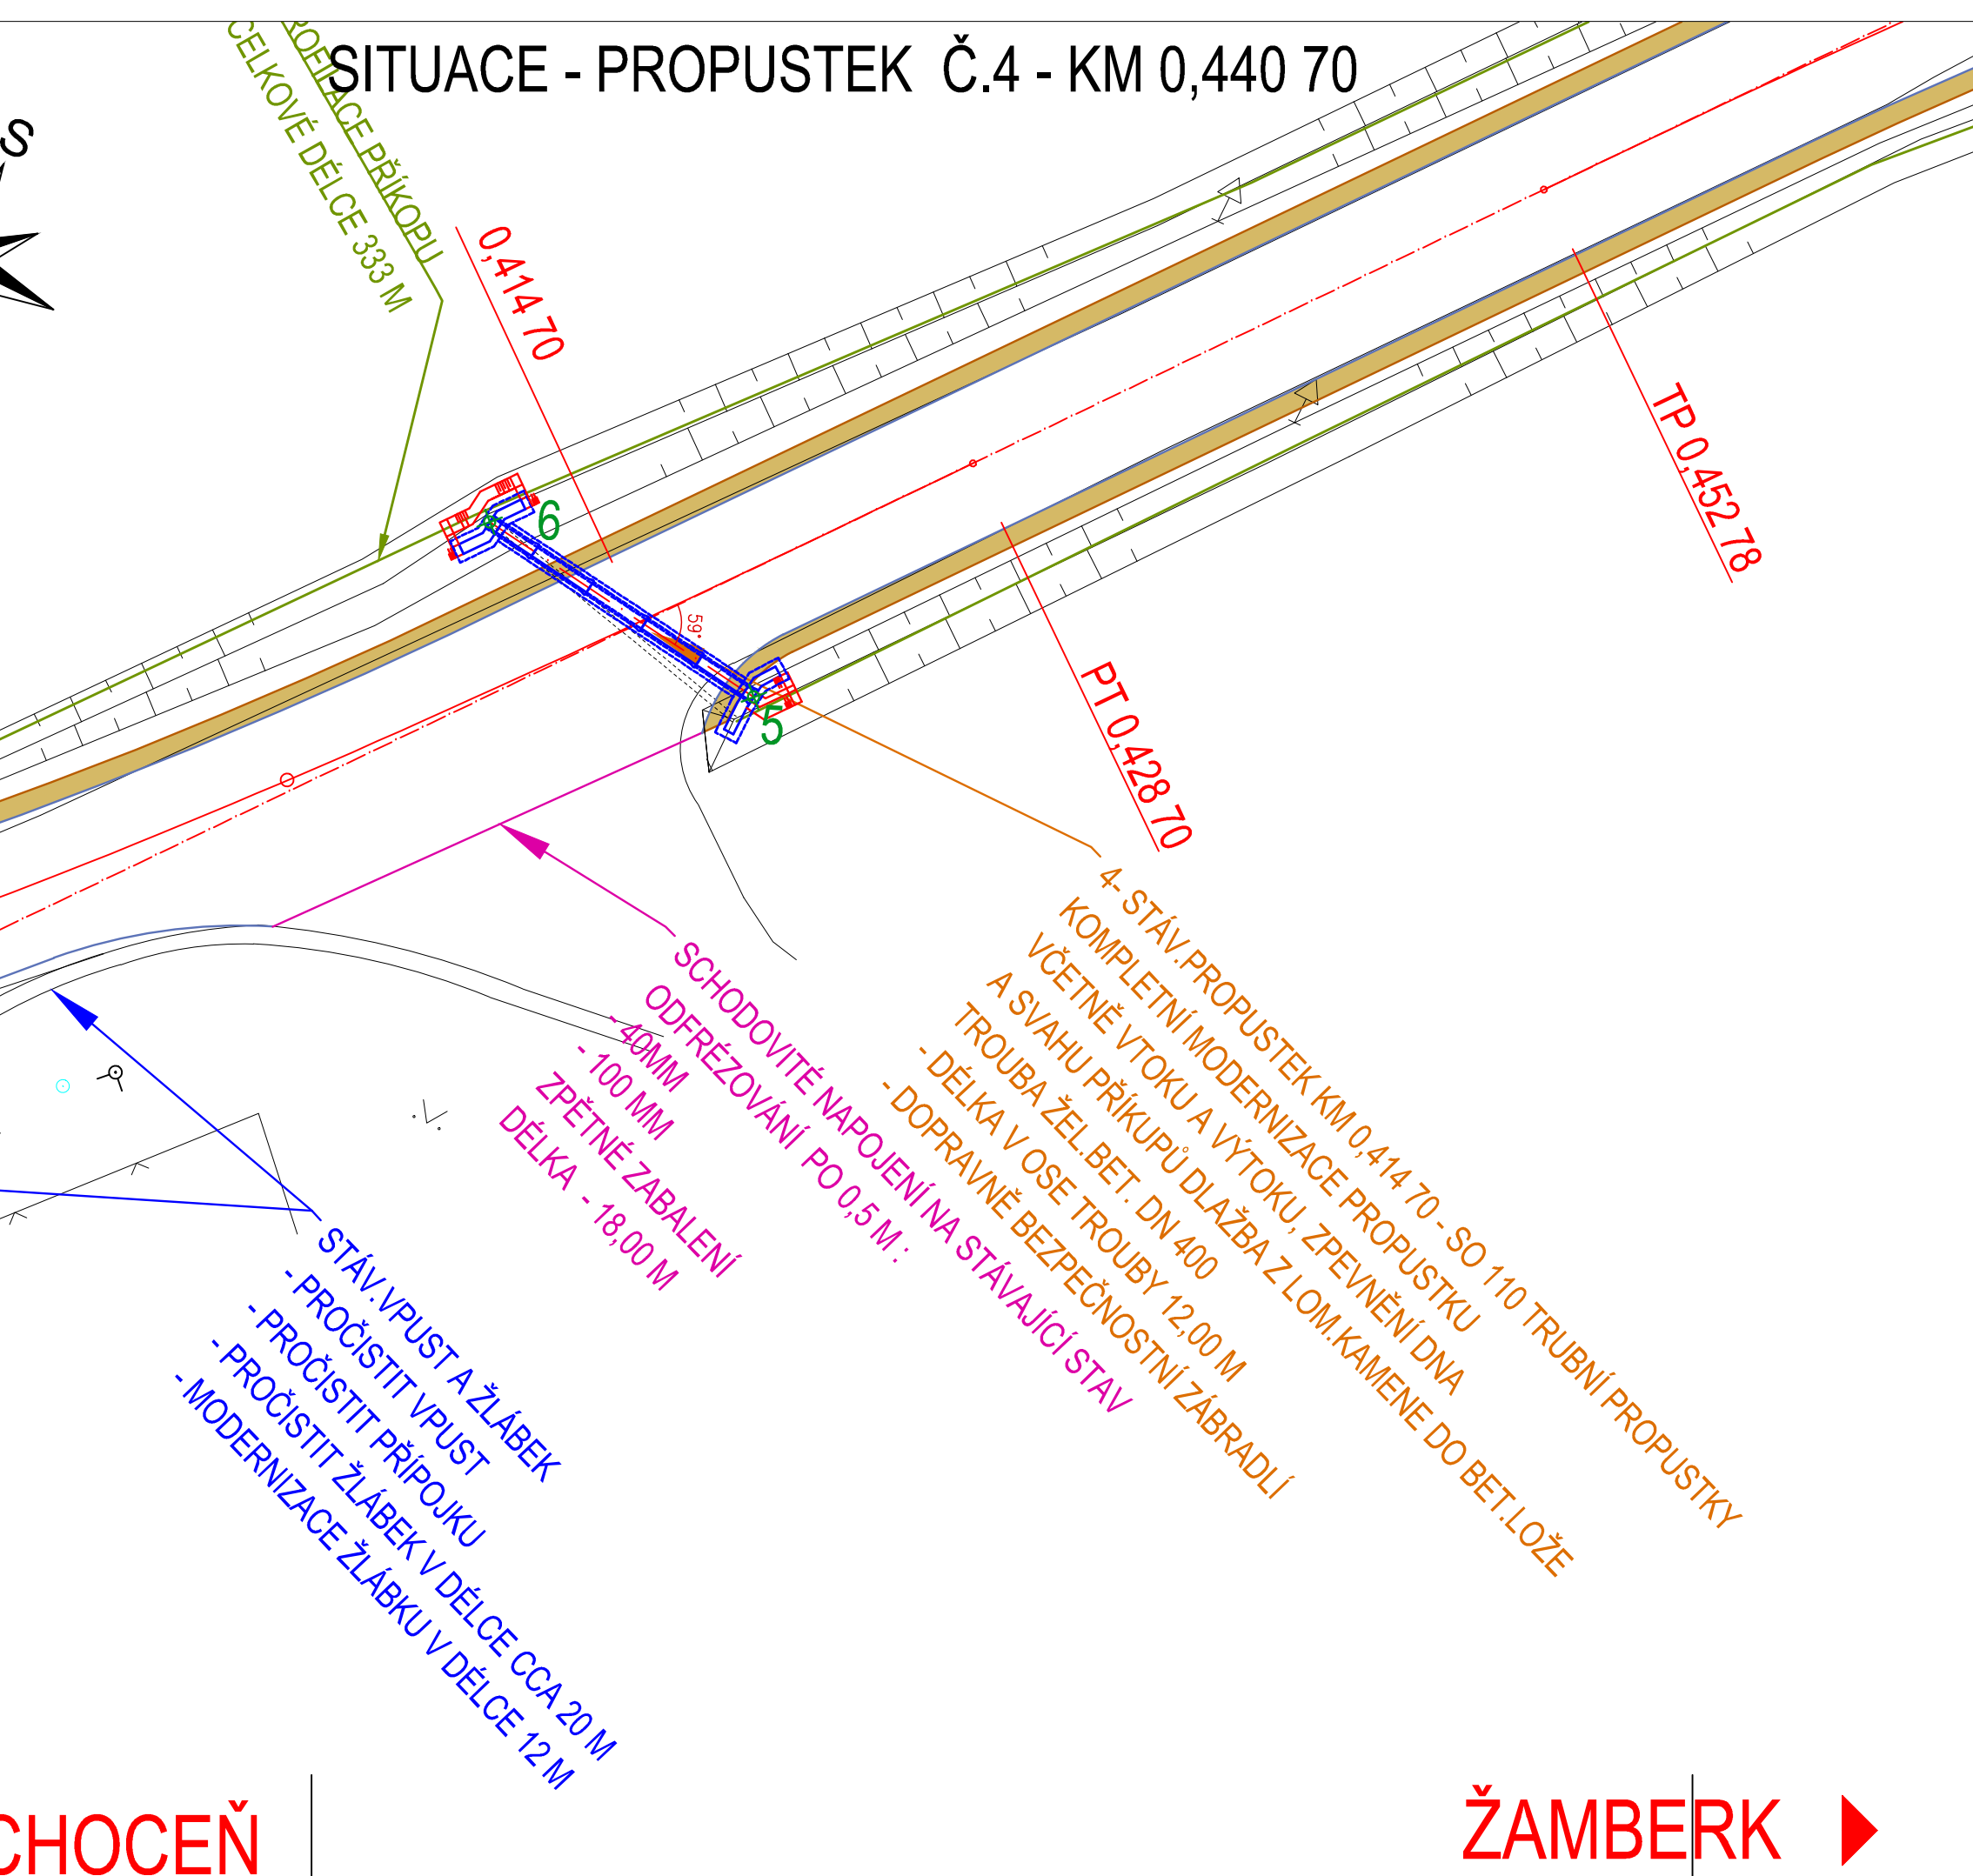 SITUACE - PROPUSTEK Č.4 - KM 0,440 70
S
PŘÍKOPU
CELKOVÉ DÉLCE 333 M
0,414 70
6
59°
5
TP 0,452 78
PT 0,428 70
4- STÁV.PROPUSTEK KM 0,414 70 - SO 110 TRUBNÍ PROPUSTKY
KOMPLETNÍ MODERNIZACE PROPUSTKU
VČETNĚ VTOKU A VÝTOKU, ZPEVNĚNÍ DNA
A SVAHU PŘÍKUPŮ DLAŽBA Z LOM.KAMENE DO BET.LOŽE
TROUBA ŽEL.BET. DN 400
- DÉLKA V OSE TROUBY 12,00 M
- DOPRAVNĚ BEZPEČNOSTNÍ ZÁBRADLÍ
SCHODOVITÉ NAPOJENÍ NA STÁVAJÍCÍ STAV
ODFRÉZOVÁNÍ PO 0,5 M :
- 40MM
- 100 MM
ZPĚTNÉ ZABALENÍ
DÉLKA - 18,00 M
STÁV.VPUST A ŽLÁBEK
- PROČISTIT VPUST
- PROČISTIT PŘÍPOJKU
- PROČISTIT ŽLÁBEK V DÉLCE CCA 20 M
- MODERNIZACE ŽLÁBKU V DÉLCE 12 M
CHOCEŇ
ŽAMBERK